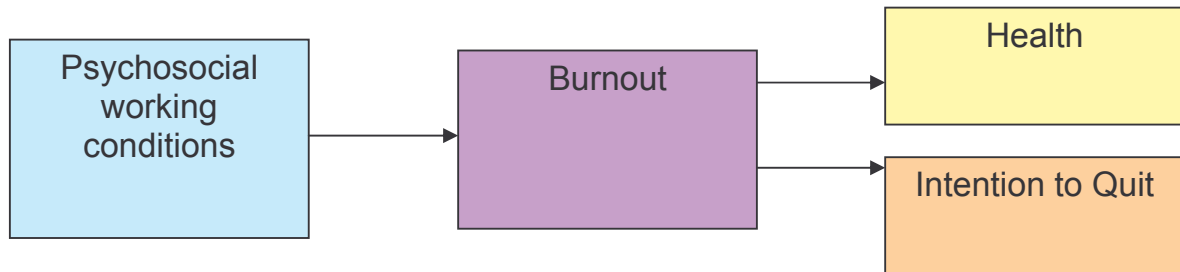 Psychosocial
working
conditions
Burnout
Health
Intention to Quit